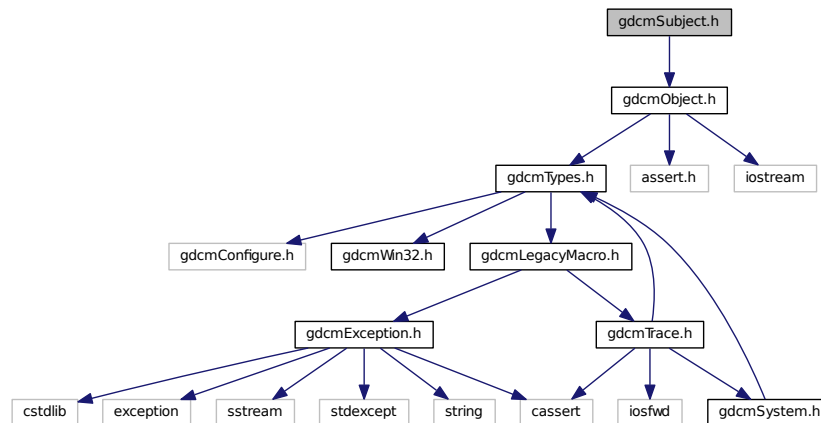 gdcmSubject.h
gdcmObject.h
gdcmTypes.h
assert.h
iostream
gdcmConfigure.h
gdcmWin32.h
gdcmLegacyMacro.h
gdcmException.h
gdcmTrace.h
cstdlib
exception
sstream
stdexcept
string
cassert
iosfwd
gdcmSystem.h